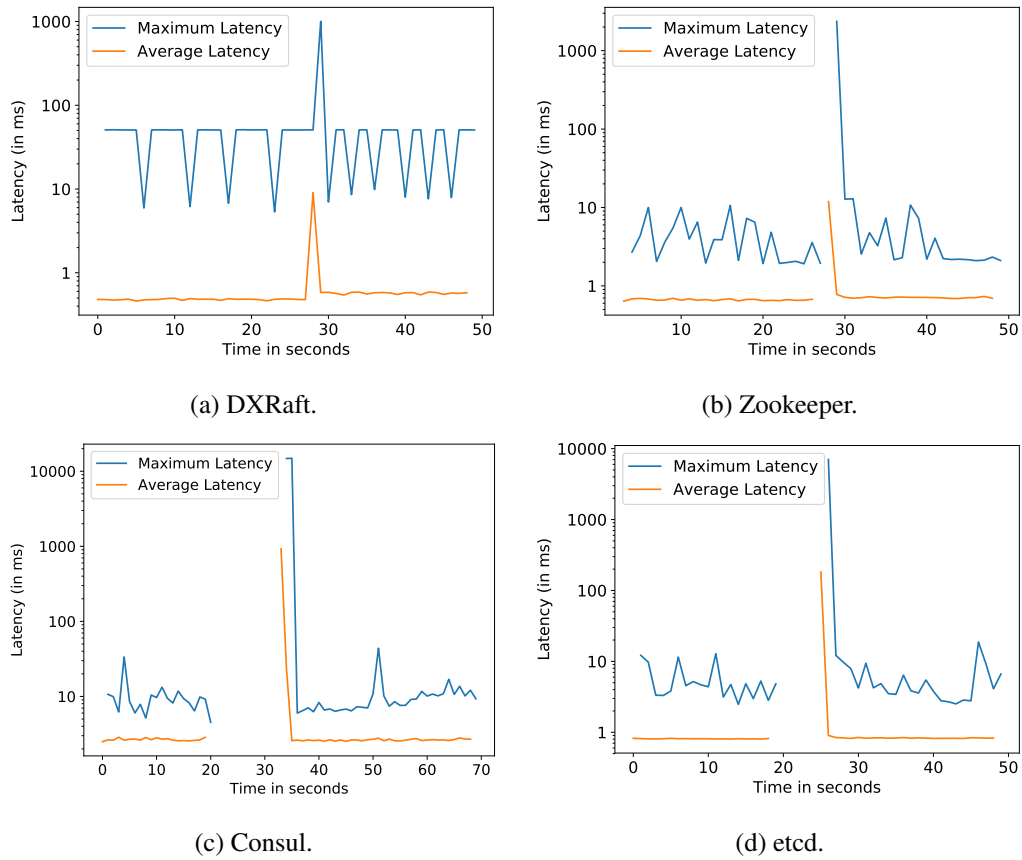 Maximum Latency
Average Latency
1000
100
10
1
Latency (in ms)
0 10 20 30 40 50
Time in seconds
(a) DXRaft.
Maximum Latency
Average Latency
1000
100
10
1
Latency (in ms)
10 20 30 40 50
Time in seconds
(b) Zookeeper.
Maximum Latency
Average Latency
10000
1000
100
10
Latency (in ms)
0 10 20 30 40 50 60 70
Time in seconds
(c) Consul.
Maximum Latency
Average Latency
10000
1000
100
10
1
Latency (in ms)
0 10 20 30 40 50
Time in seconds
(d) etcd.